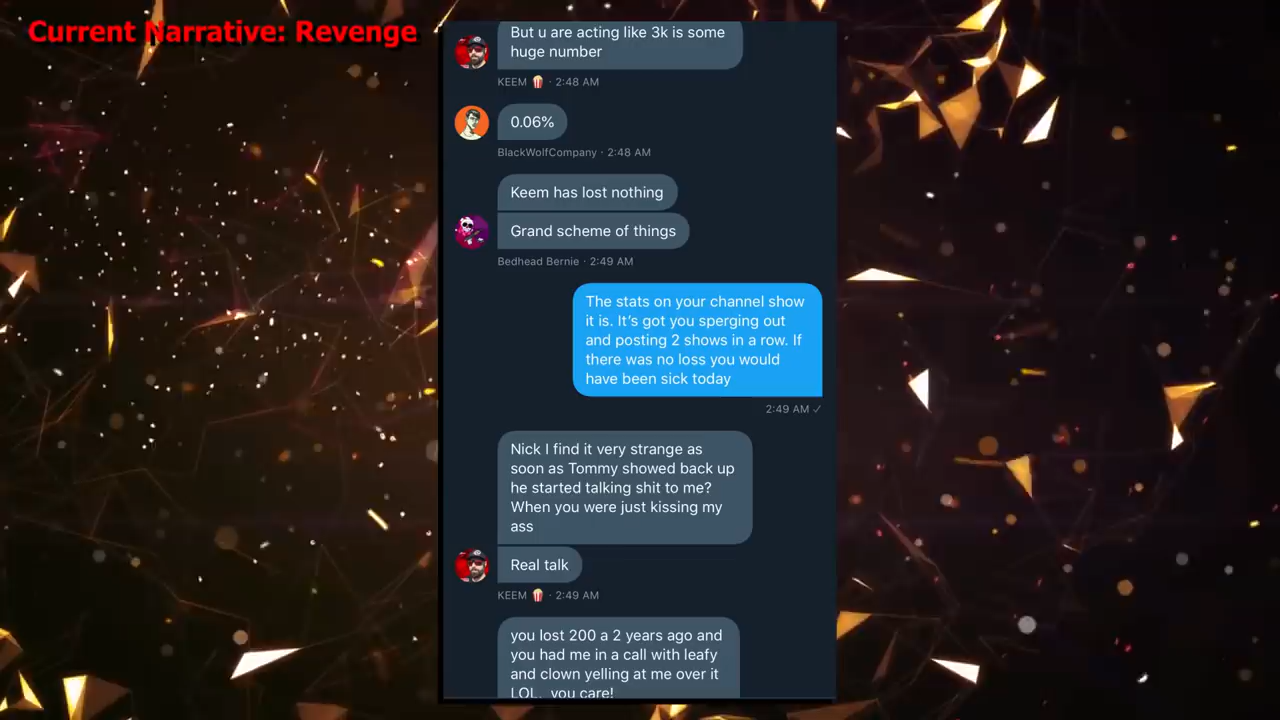 Current Narrative: Revenge
But u are acting like 3k is some
huge number
KEEM 🍿 · 2:48 AM
0.06%
BlackWolfCompany · 2:48 AM
Keem has lost nothing
Grand scheme of things
Bedhead Bernie · 2:49 AM
The stats on your channel show
it is. It’s got you sperging out
and posting 2 shows in a row. If
there was no loss you would
have been sick today
2:49 AM ✓
Nick I find it very strange as
soon as Tommy showed back up
he started talking shit to me?
When you were just kissing my
ass
Real talk
KEEM 🍿 · 2:49 AM
you lost 200 a 2 years ago and
you had me in a call with leafy
and clown yelling at me over it
LOL, you care!